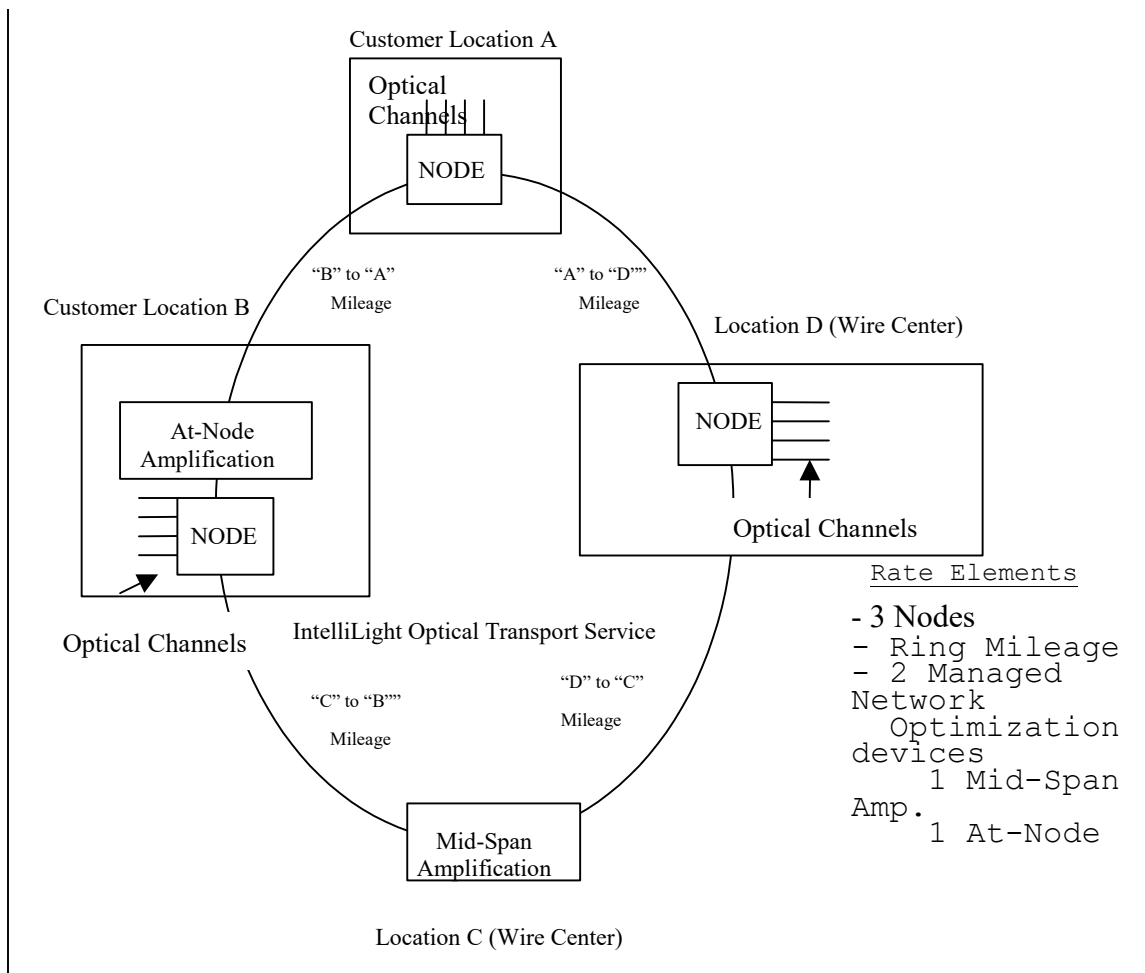 Customer Location A
Optical
Channels
NODE
“B” to “A”
Mileage
“A” to “D””
Mileage
Customer Location B
Location D (Wire Center)
At-Node
Amplification
NODE
NODE
Optical Channels
Optical Channels
IntelliLight Optical Transport Service
“C” to “B””
Mileage
“D” to “C”
Mileage
Mid-Span
Amplification
Location C (Wire Center)
Rate Elements
- 3 Nodes
- Ring Mileage
- 2 Managed
Network
Optimization
devices
1 Mid-Span
Amp.
1 At-Node